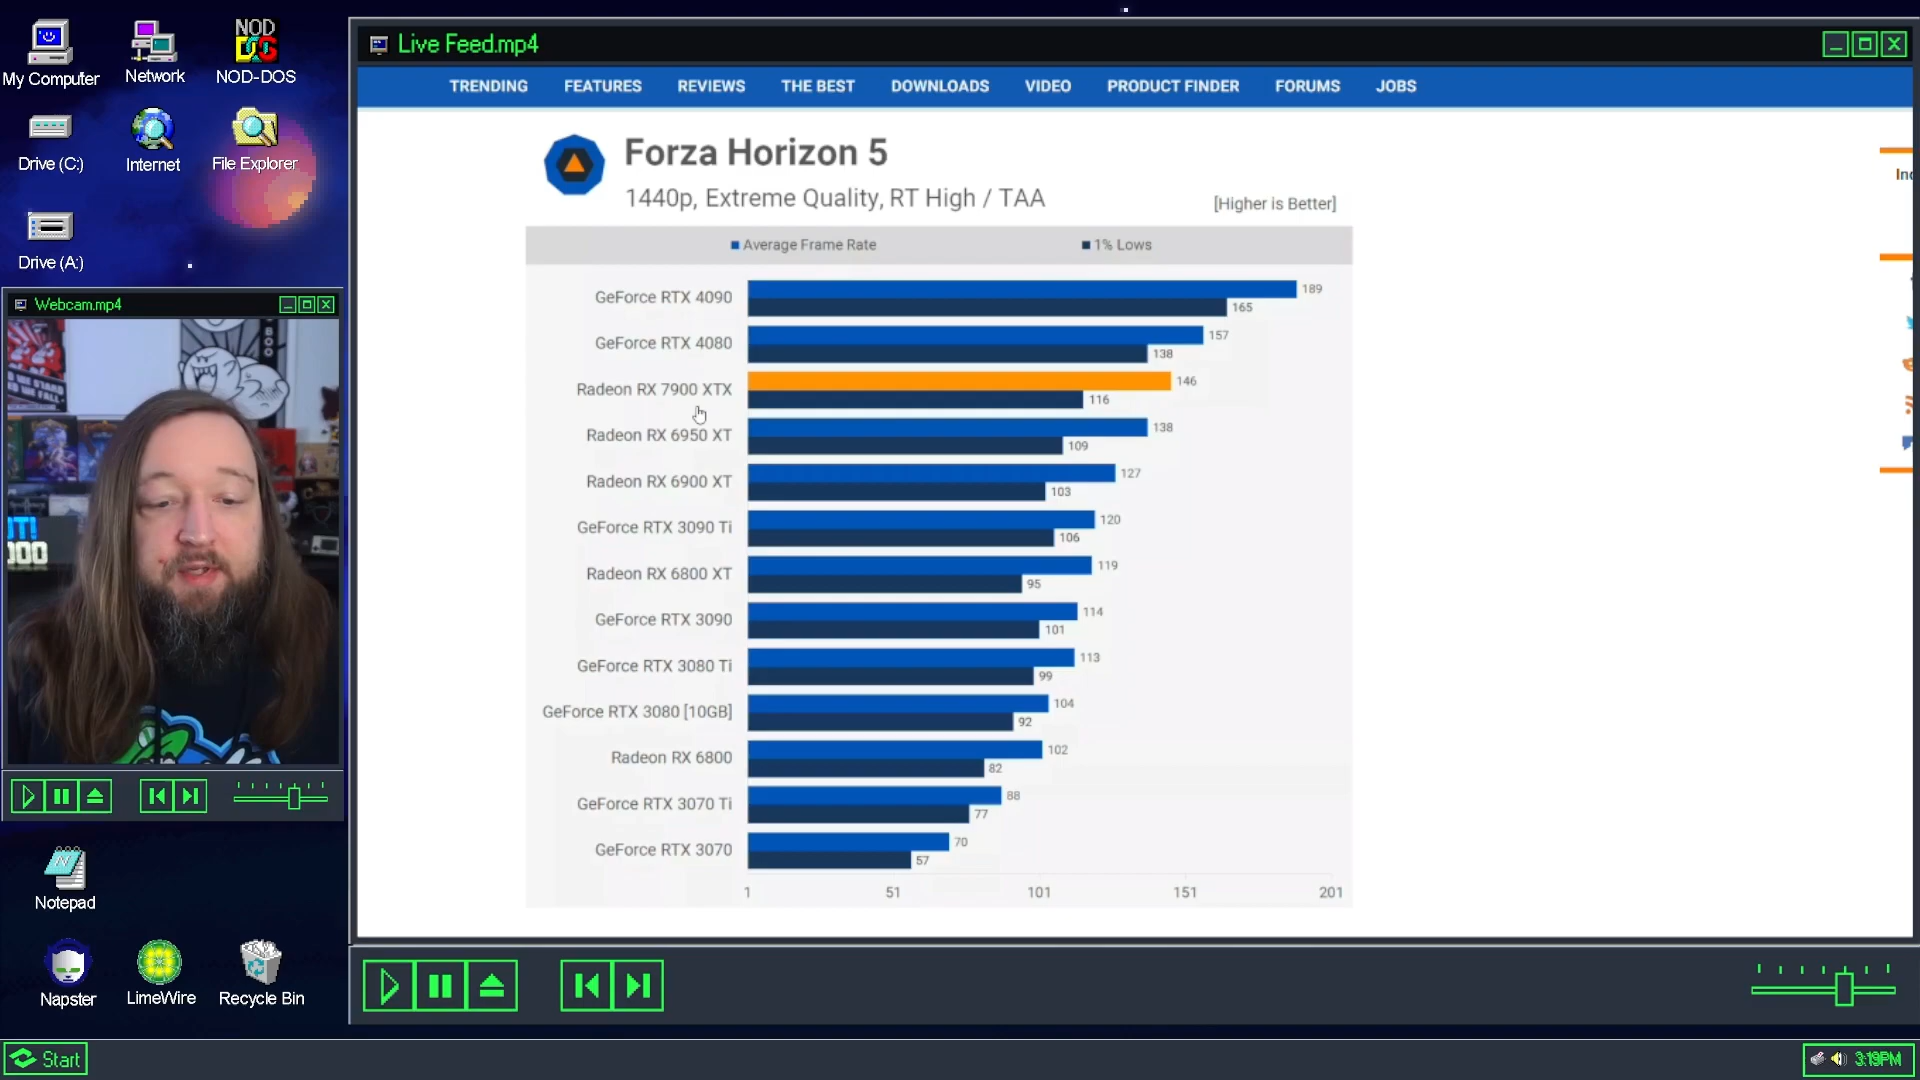 My Computer
Network
NOD-DOS
Drive (C:)
Internet
File Explorer
Drive (A:)
Webcam.mp4
BOO
Notepad
Napster
LimeWire
Recycle Bin
Start
3:19PM
Live Feed.mp4
TRENDING FEATURES REVIEWS THE BEST DOWNLOADS VIDEO PRODUCT FINDER FORUMS JOBS
Forza Horizon 5
1440p, Extreme Quality, RT High / TAA
[Higher is Better]
Average Frame Rate 1% Lows
GeForce RTX 4090 189 165
GeForce RTX 4080 157 138
Radeon RX 7900 XTX 146 116
Radeon RX 6950 XT 138 109
Radeon RX 6900 XT 127 103
GeForce RTX 3090 Ti 120 106
Radeon RX 6800 XT 119 95
GeForce RTX 3090 114 101
GeForce RTX 3080 Ti 113 99
GeForce RTX 3080 [10GB] 104 92
Radeon RX 6800 102 82
GeForce RTX 3070 Ti 88 77
GeForce RTX 3070 70 57
1 51 101 151 201